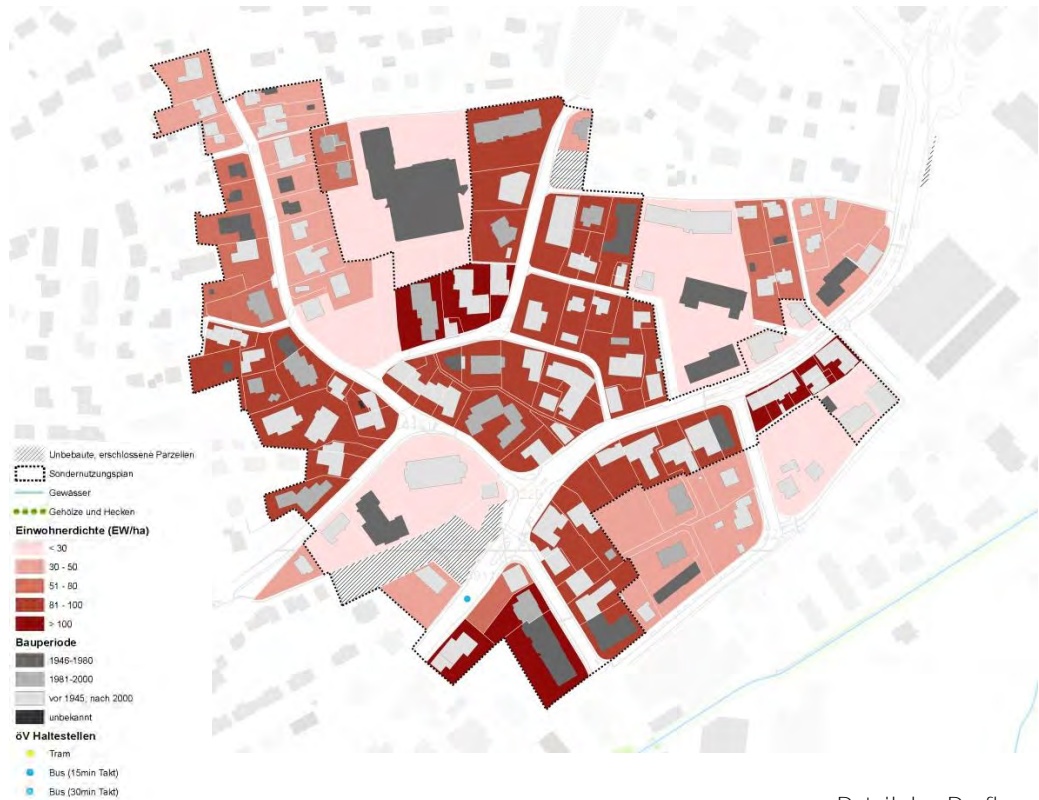 Unbebaute, erschlossene Parzellen
Sondernutzungsplan
Gewässer
Gehölze und Hecken
Einwohnerdichte (EW/ha)
< 30
30 - 50
51 - 80
81 - 100
> 100
Bauperiode
1946-1980
1981-2000
vor 1945, nach 2000
unbekannt
öV Haltestellen
Tram
Bus (15min Takt)
Bus (30min Takt)